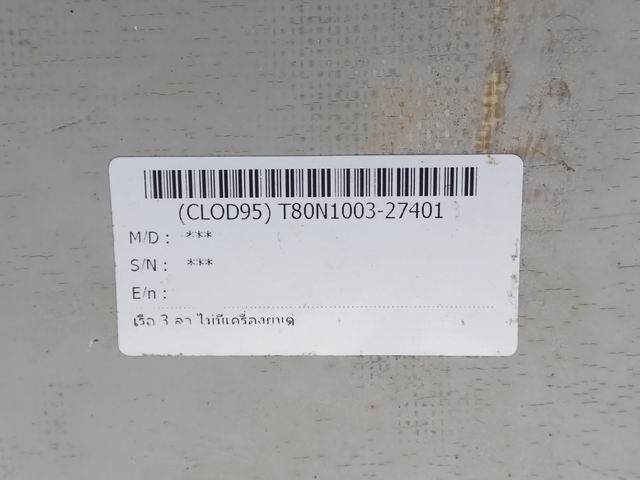 (CLOD95) T80N1003-27401
M/D : ***
S/N : ***
E/n :
เรือ 3 ลำ ไม่มีเครื่องยนต์